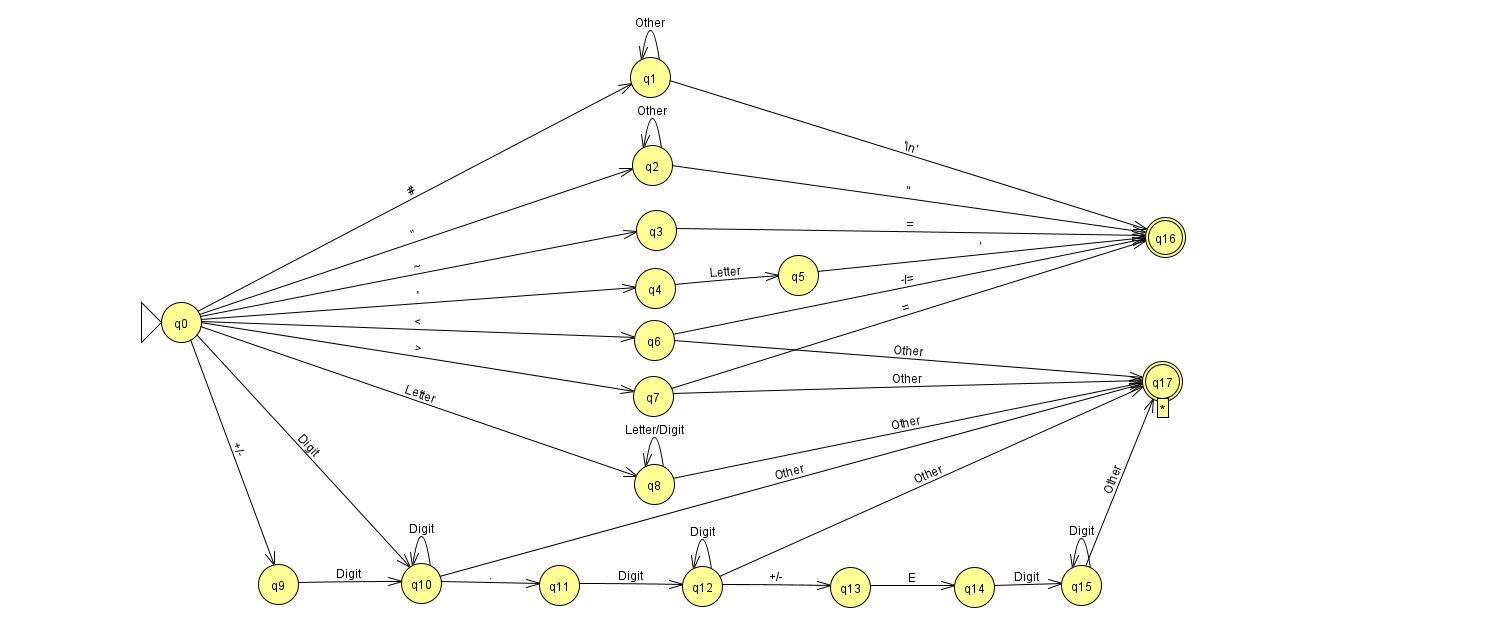 Other
q1
Other
'\n'
q2
#
"
"
=
q3
q16
~
'
Letter
q5
'
q4
-/=
<
=
q0
q6
>
Other
Other
q17
Letter
q7
*
Letter/Digit
Other
+/-
Digit
Other
Other
Other
q8
Digit
Digit
Digit
Digit
.
Digit
+/-
E
Digit
q9
q10
q11
q12
q13
q14
q15